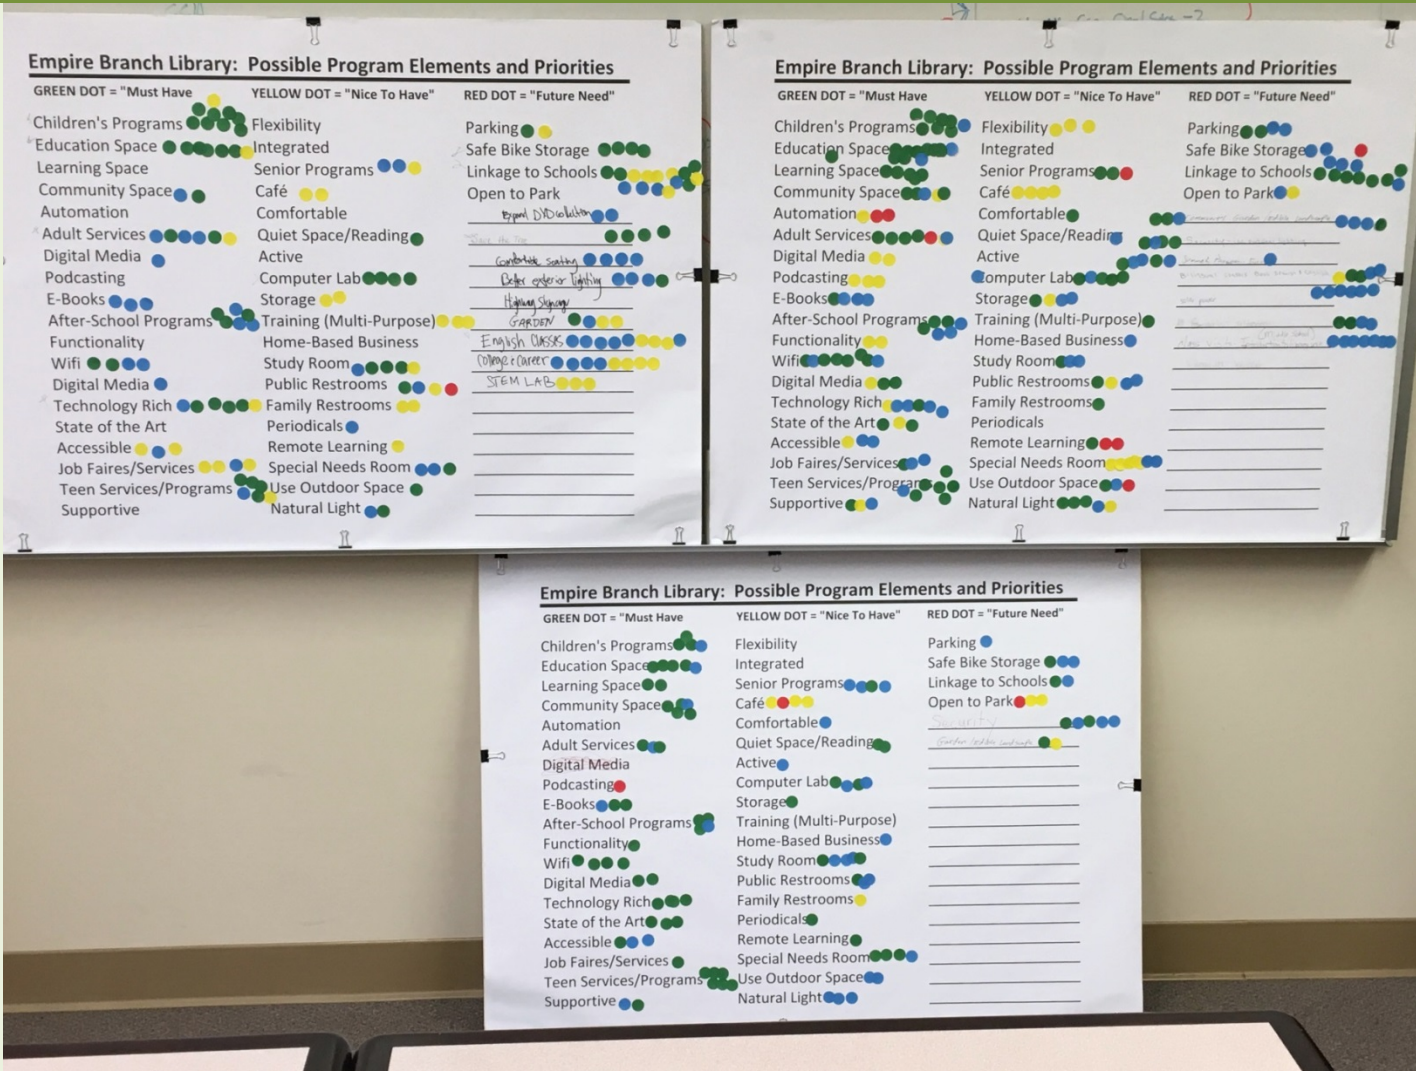 Empire Branch Library: Possible Program Elements and Priorities
GREEN DOT = "Must Have YELLOW DOT = "Nice To Have" RED DOT = "Future Need"
Children's Programs Flexibility Parking
Education Space Integrated Safe Bike Storage
Learning Space Senior Programs Linkage to Schools
Community Space Café Open to Park
Automation Comfortable Expand DVD collection
Adult Services Quiet Space/Reading Save the
Digital Media Active Comfortable seating
Podcasting Computer Lab Better exterior lighting
E-Books Storage Highway Signage
After-School Programs Training (Multi-Purpose) GARDEN
Functionality Home-Based Business English Classes
Wifi Study Room College & Career
Digital Media Public Restrooms STEM LAB
Technology Rich Family Restrooms
State of the Art Periodicals
Accessible Remote Learning
Job Faires/Services Special Needs Room
Teen Services/Programs Use Outdoor Space
Supportive Natural Light
Empire Branch Library: Possible Program Elements and Priorities
GREEN DOT = "Must Have YELLOW DOT = "Nice To Have" RED DOT = "Future Need"
Children's Programs Flexibility Parking
Education Space Integrated Safe Bike Storage
Learning Space Senior Programs Linkage to Schools
Community Space Café Open to Park
Automation Comfortable
Adult Services Quiet Space/Reading
Digital Media Active
Podcasting Computer Lab
E-Books Storage
After-School Programs Training (Multi-Purpose)
Functionality Home-Based Business
Wifi Study Room
Digital Media Public Restrooms
Technology Rich Family Restrooms
State of the Art Periodicals
Accessible Remote Learning
Job Faires/Services Special Needs Room
Teen Services/Programs Use Outdoor Space
Supportive Natural Light
Empire Branch Library: Possible Program Elements and Priorities
GREEN DOT = "Must Have YELLOW DOT = "Nice To Have" RED DOT = "Future Need"
Children's Programs Flexibility Parking
Education Space Integrated Safe Bike Storage
Learning Space Senior Programs Linkage to Schools
Community Space Café Open to Park
Automation Comfortable Security
Adult Services Quiet Space/Reading Garden/edible landscape
Digital Media Active
Podcasting Computer Lab
E-Books Storage
After-School Programs Training (Multi-Purpose)
Functionality Home-Based Business
Wifi Study Room
Digital Media Public Restrooms
Technology Rich Family Restrooms
State of the Art Periodicals
Accessible Remote Learning
Job Faires/Services Special Needs Room
Teen Services/Programs Use Outdoor Space
Supportive Natural Light